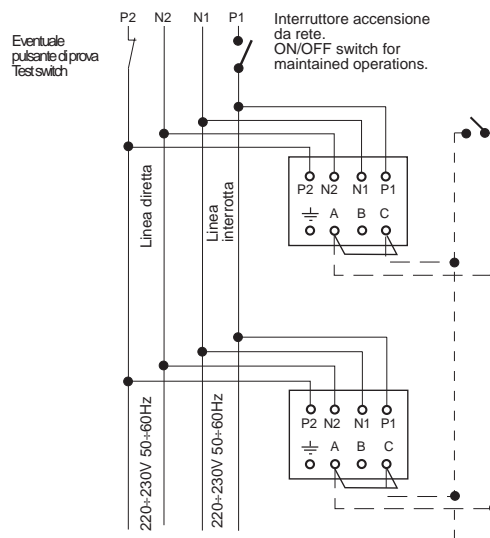 P2 N2 N1 P1
Interruttore accensione
da rete.
ON/OFF switch for
maintained operations.
Eventuale
pulsante di prova
Test switch
Linea diretta
Linea
interrotta
P2 N2 N1 P1
A B C
P2 N2 N1 P1
A B C
220÷230V 50÷60Hz
220÷230V 50÷60Hz